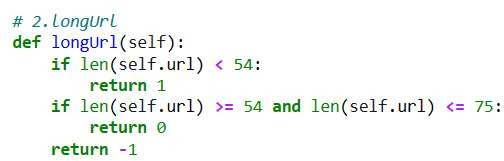 # 2.longUrl
def longUrl(self):
    if len(self.url) < 54:
        return 1
    if len(self.url) >= 54 and len(self.url) <= 75:
        return 0
    return -1